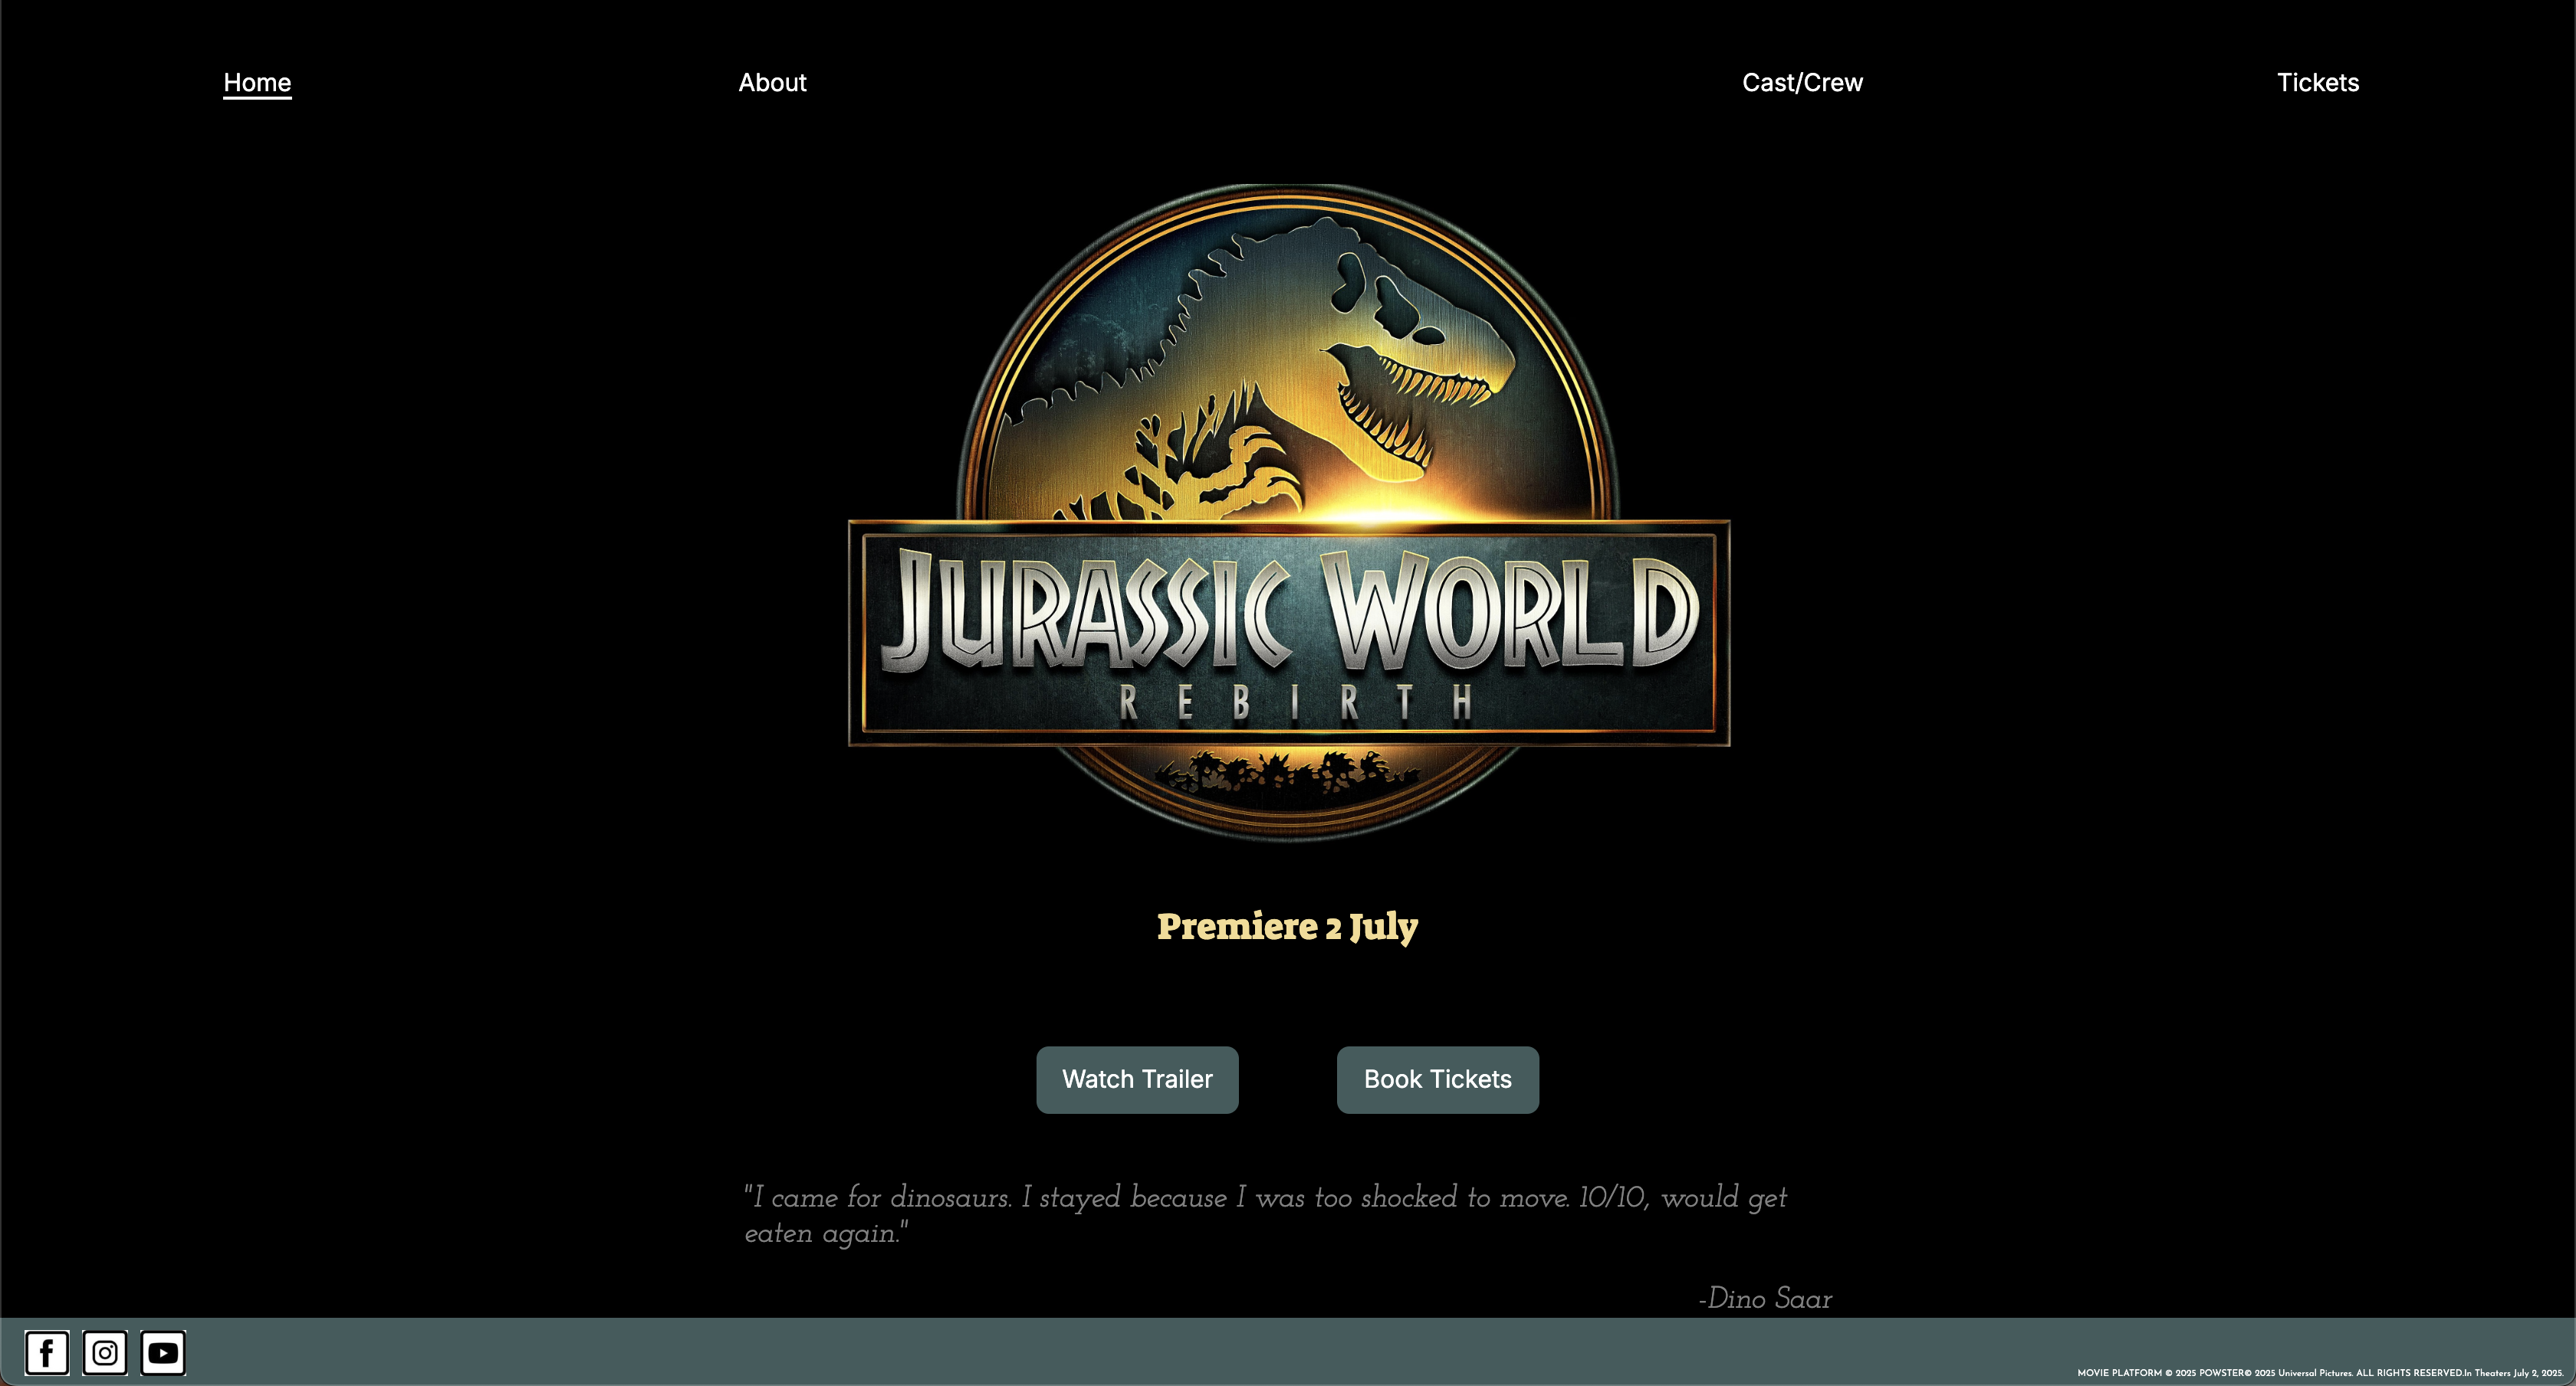 Home
About
Cast/Crew
Tickets
JURASSIC WORLD
REBIRTH
Premiere 2 July
Watch Trailer
Book Tickets
"I came for dinosaurs. I stayed because I was too shocked to move. 10/10, would get
eaten again."
-Dino Saar
MOVIE PLATFORM © 2025 POWSTER© 2025 Universal Pictures. ALL RIGHTS RESERVED.In Theaters July 2, 2025.